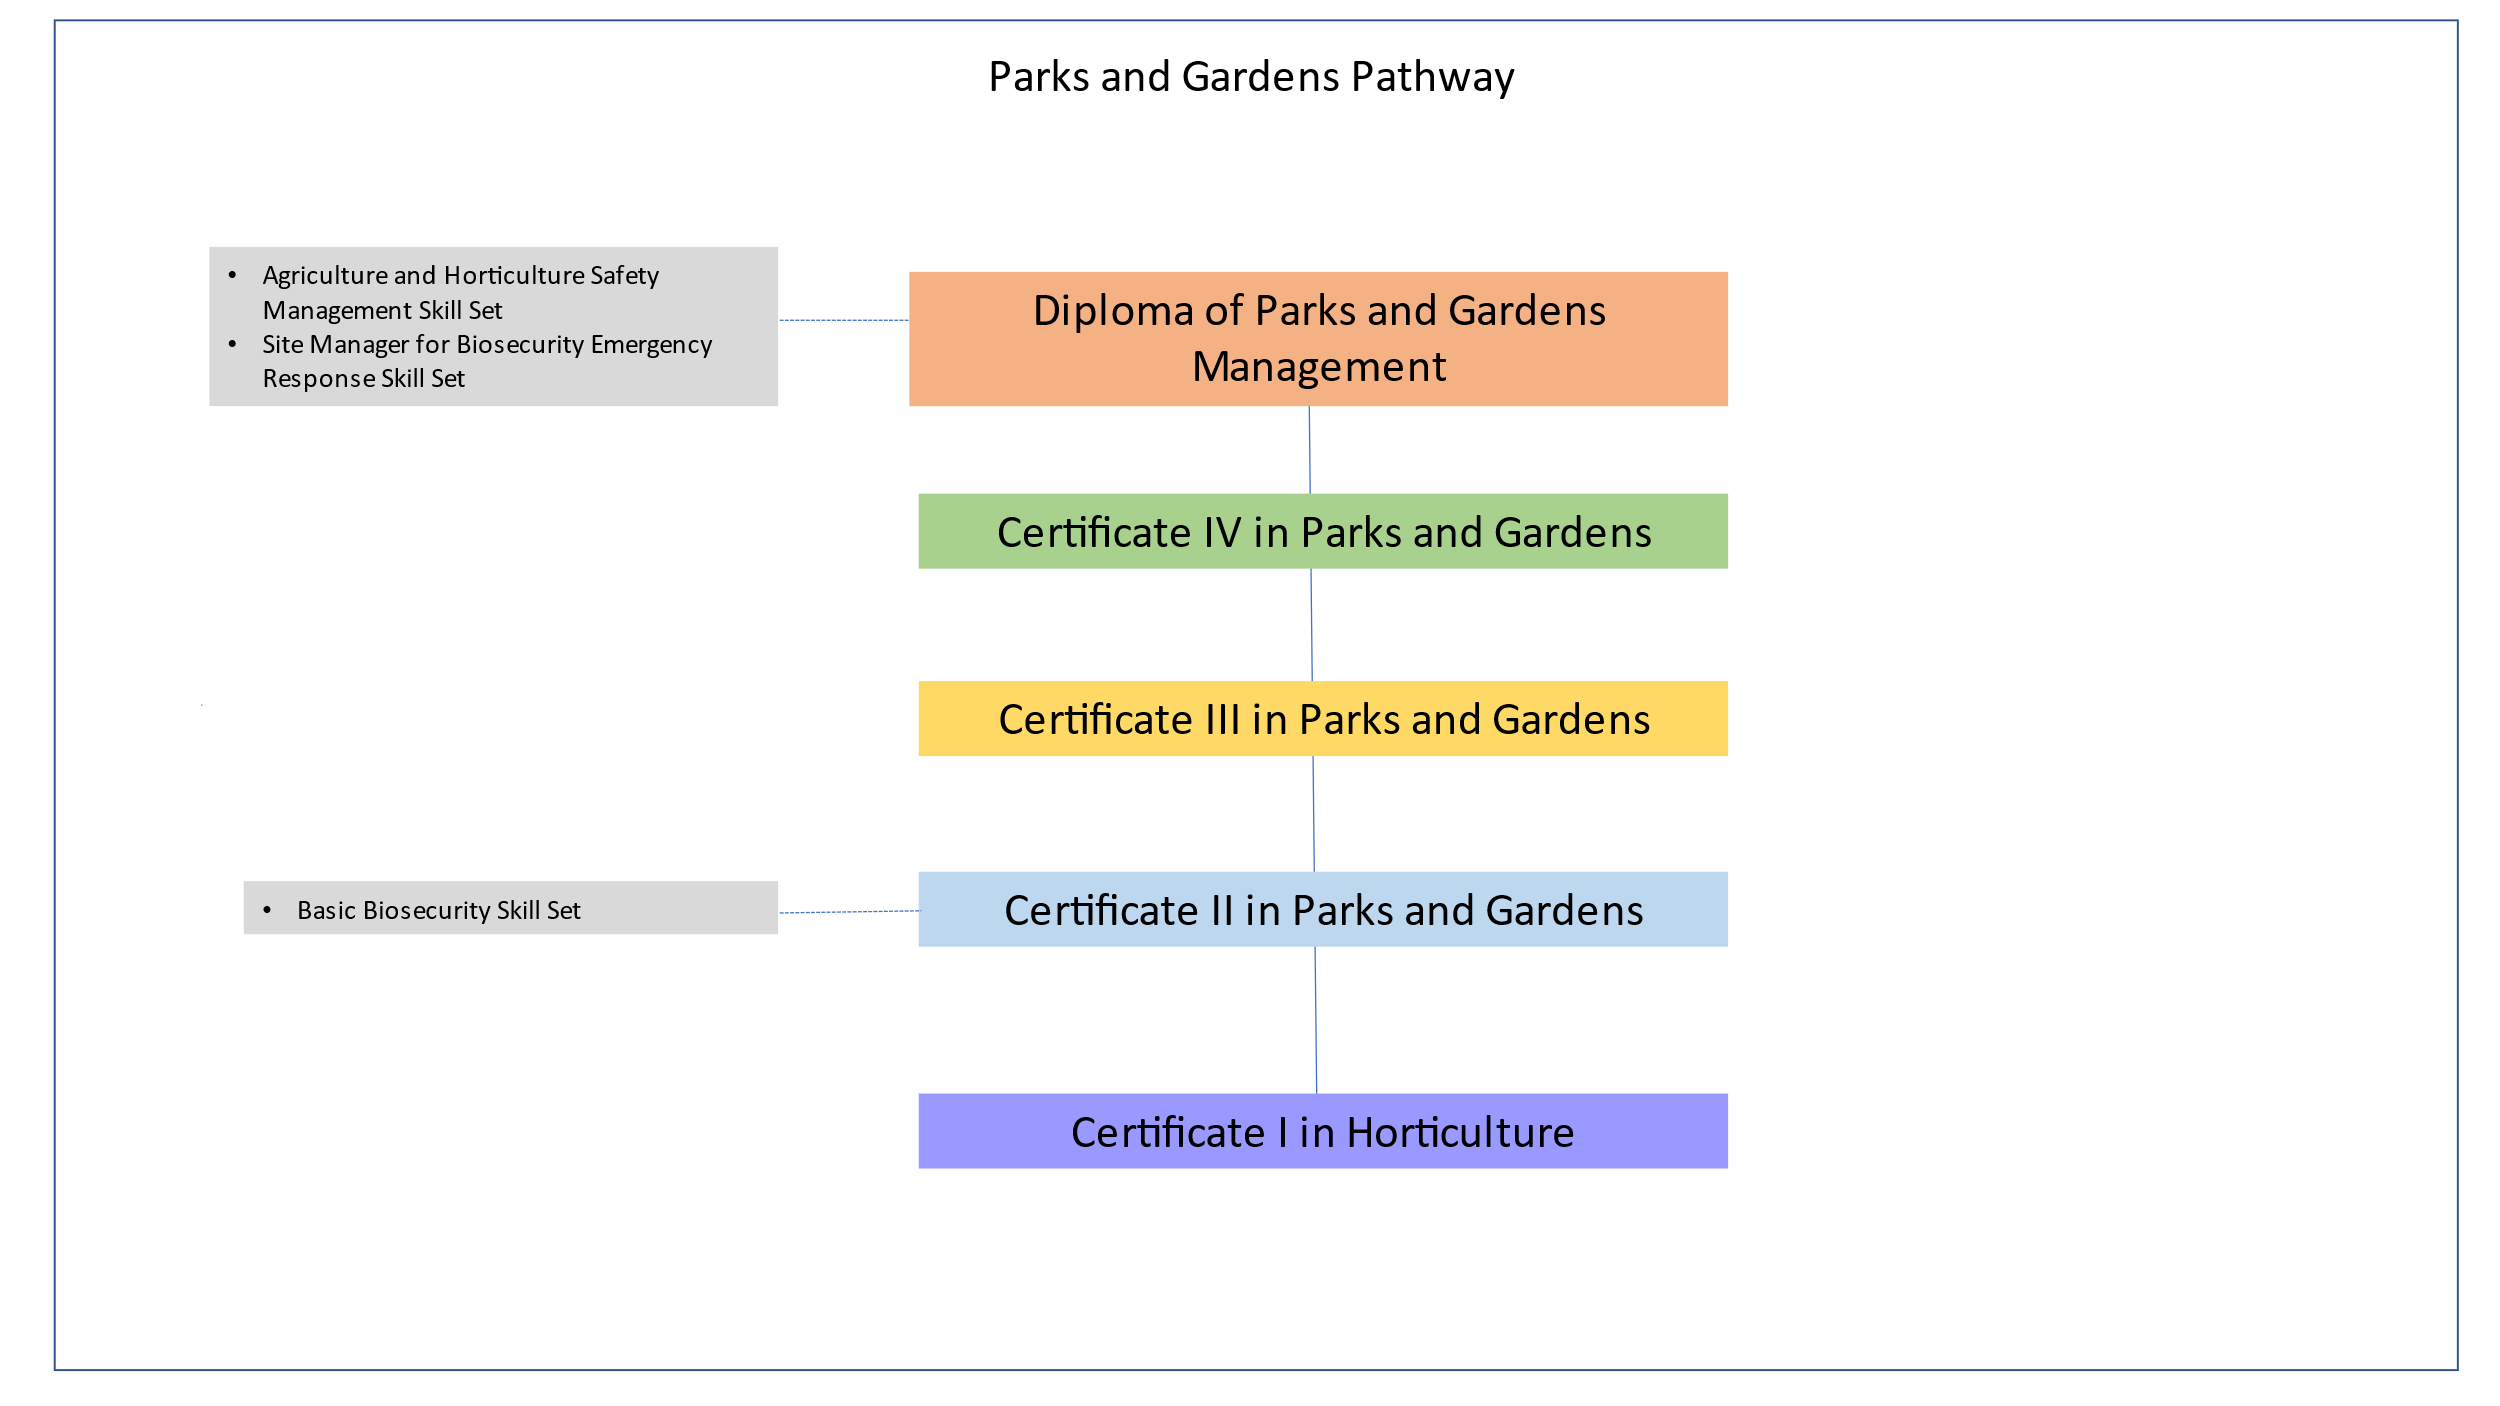 Parks and Gardens Pathway
• Agriculture and Horticulture Safety
Management Skill Set
• Site Manager for Biosecurity Emergency
Response Skill Set
Diploma of Parks and Gardens
Management
Certificate IV in Parks and Gardens
Certificate III in Parks and Gardens
• Basic Biosecurity Skill Set
Certificate II in Parks and Gardens
Certificate I in Horticulture